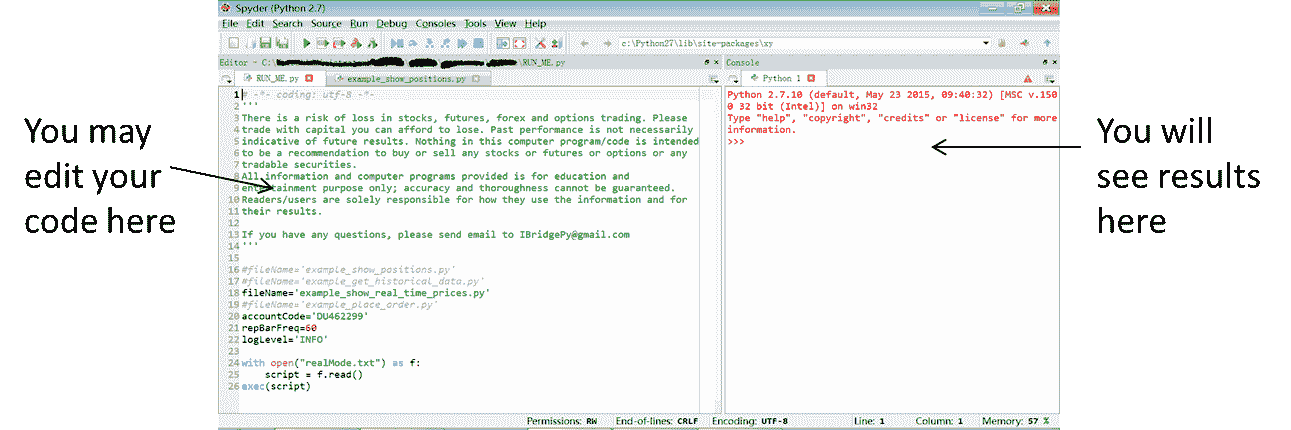 Spyder (Python 2.7)
File Edit Search Source Run Debug Consoles Tools View Help
c:\Python27\lib\site-packages\xy
Editor - C:\ \RUN_ME.py
Console
RUN_ME.py example_show_positions.py
Python 1
You may
edit your
code here
1 # -*- coding: utf-8 -*-
2 '''
3 There is a risk of loss in stocks, futures, forex and options trading. Please
4 trade with capital you can afford to lose. Past performance is not necessarily
5 indicative of future results. Nothing in this computer program/code is intended
6 to be a recommendation to buy or sell any stocks or futures or options or any
7 tradable securities.
8 All information and computer programs provided is for education and
9 entertainment purpose only; accuracy and thoroughness cannot be guaranteed.
10 Readers/users are solely responsible for how they use the information and for
11 their results.
12
13 If you have any questions, please send email to IBridgePy@gmail.com
14 '''
15
16 #fileName='example_show_positions.py'
17 #fileName='example_get_historical_data.py'
18 fileName='example_show_real_time_prices.py'
19 #fileName='example_place_order.py'
20 accountCode='DU462299'
21 repBarFreq=60
22 logLevel='INFO'
23
24 with open("realMode.txt") as f:
25     script = f.read()
26 exec(script)
Python 2.7.10 (default, May 23 2015, 09:40:32) [MSC v.150
0 32 bit (Intel)] on win32
Type "help", "copyright", "credits" or "license" for more
information.
>>>
You will
see results
here
Permissions: RW End-of-lines: CRLF Encoding: UTF-8 Line: 1 Column: 1 Memory: 57 %